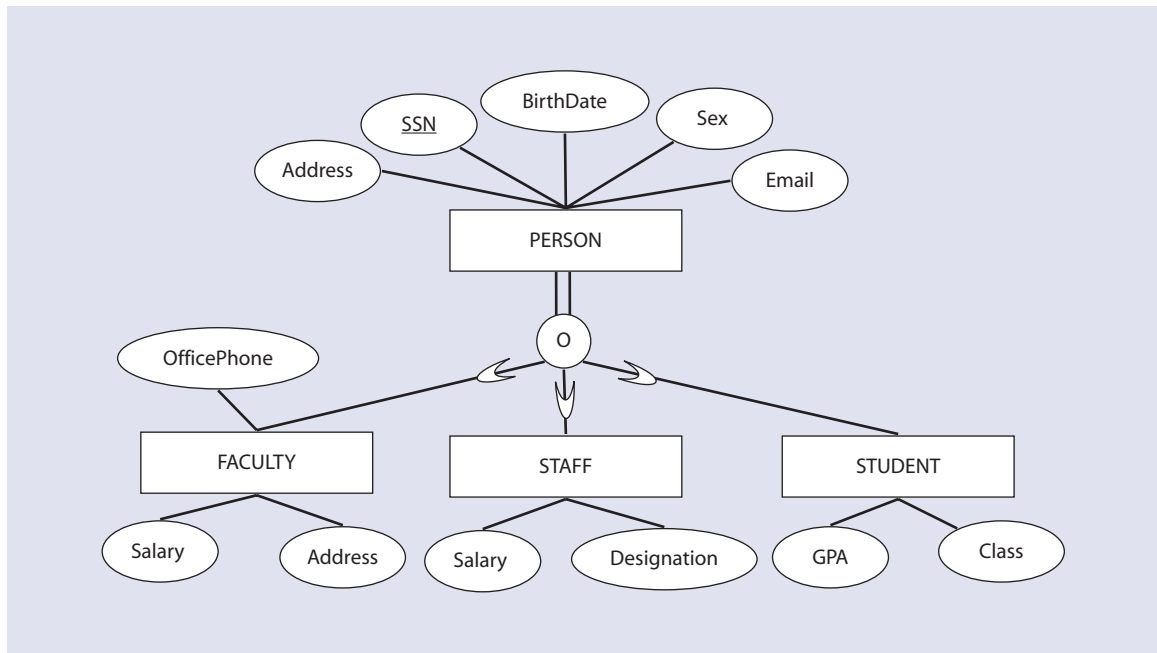 BirthDate
SSN
Sex
Address
Email
PERSON
O
OfficePhone
FACULTY
STAFF
STUDENT
Salary
Address
Salary
Designation
GPA
Class